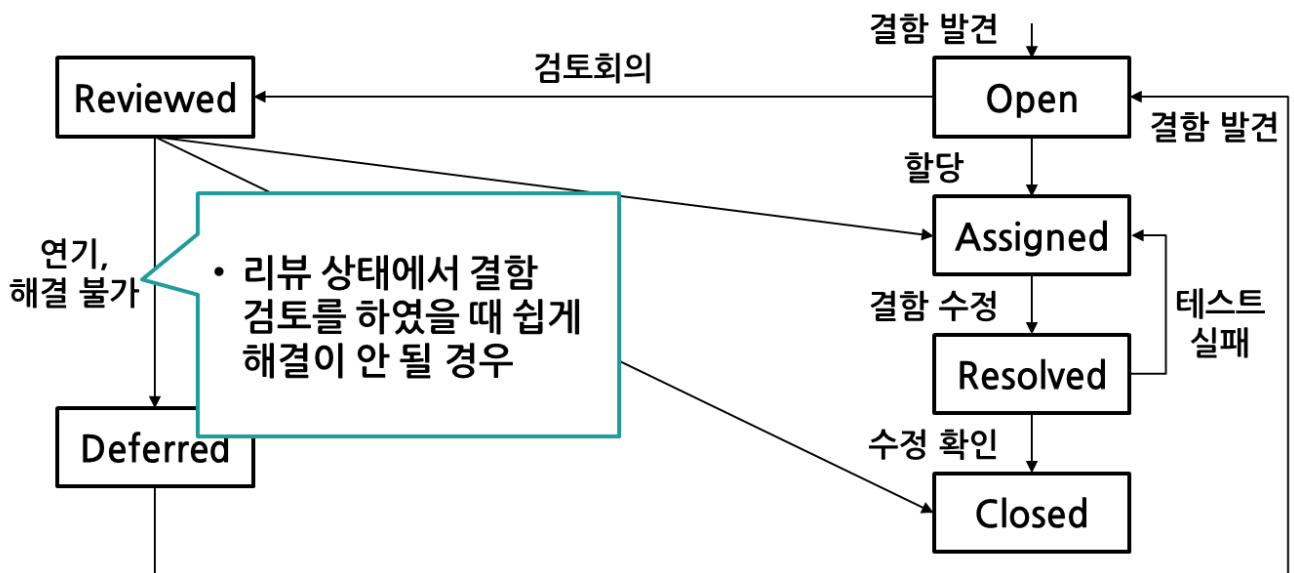 결함 발견
검토회의
Reviewed
Open
결함 발견
할당
Assigned
연기,
해결 불가
• 리뷰 상태에서 결함
검토를 하였을 때 쉽게
해결이 안 될 경우
결함 수정
테스트
실패
Resolved
Deferred
수정 확인
Closed